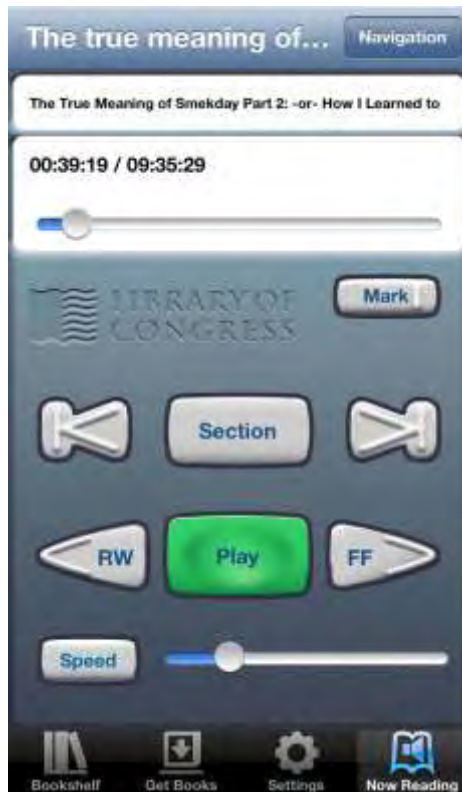 The true meaning of...
Navigation
The True Meaning of Smekday Part 2: -or- How I Learned to
00:39:19 / 09:35:29
LIBRARY OF
CONGRESS
Mark
Section
RW
Play
FF
Speed
Bookshelf
Get Books
Settings
Now Reading